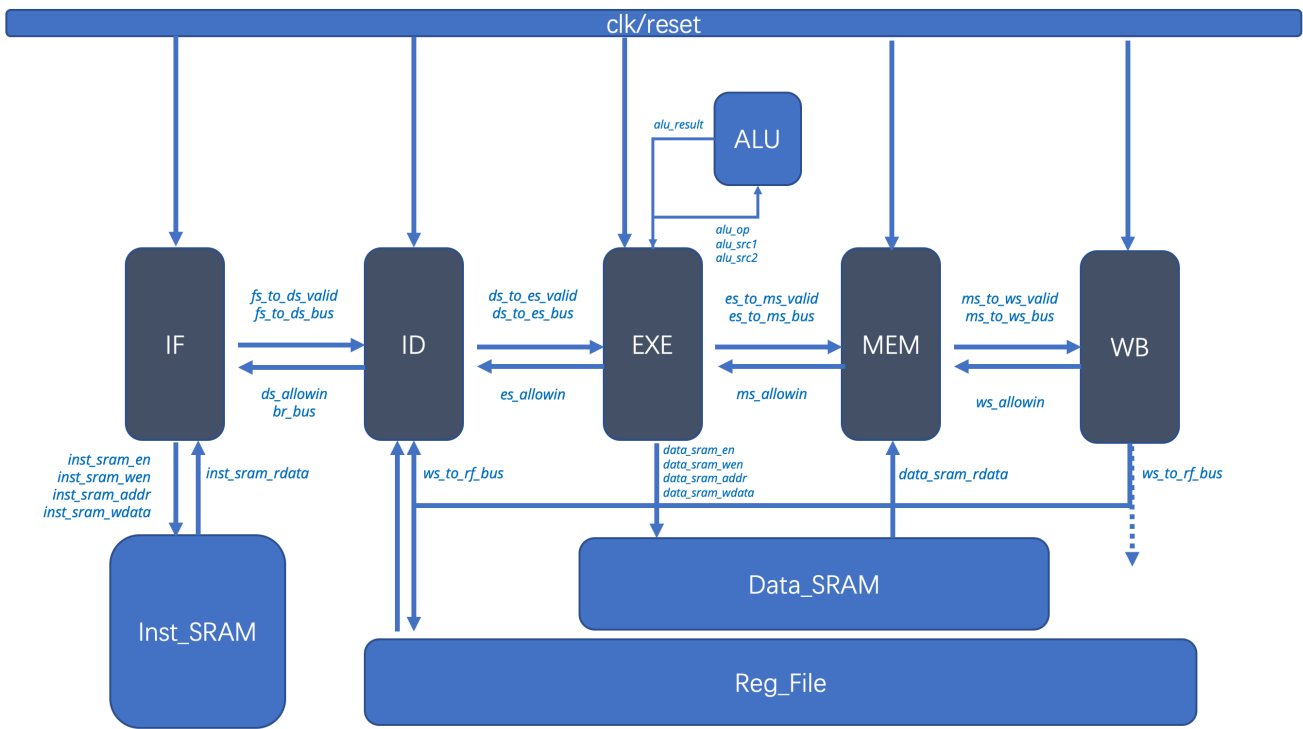 clk/reset
alu_result
ALU
alu_op
alu_src1
alu_src2
IF
fs_to_ds_valid
fs_to_ds_bus
ds_allowin
br_bus
ID
ds_to_es_valid
ds_to_es_bus
es_allowin
EXE
es_to_ms_valid
es_to_ms_bus
ms_allowin
MEM
ms_to_ws_valid
ms_to_ws_bus
ws_allowin
WB
inst_sram_en
inst_sram_wen
inst_sram_addr
inst_sram_wdata
inst_sram_rdata
ws_to_rf_bus
data_sram_en
data_sram_wen
data_sram_addr
data_sram_wdata
data_sram_rdata
ws_to_rf_bus
Inst_SRAM
Data_SRAM
Reg_File